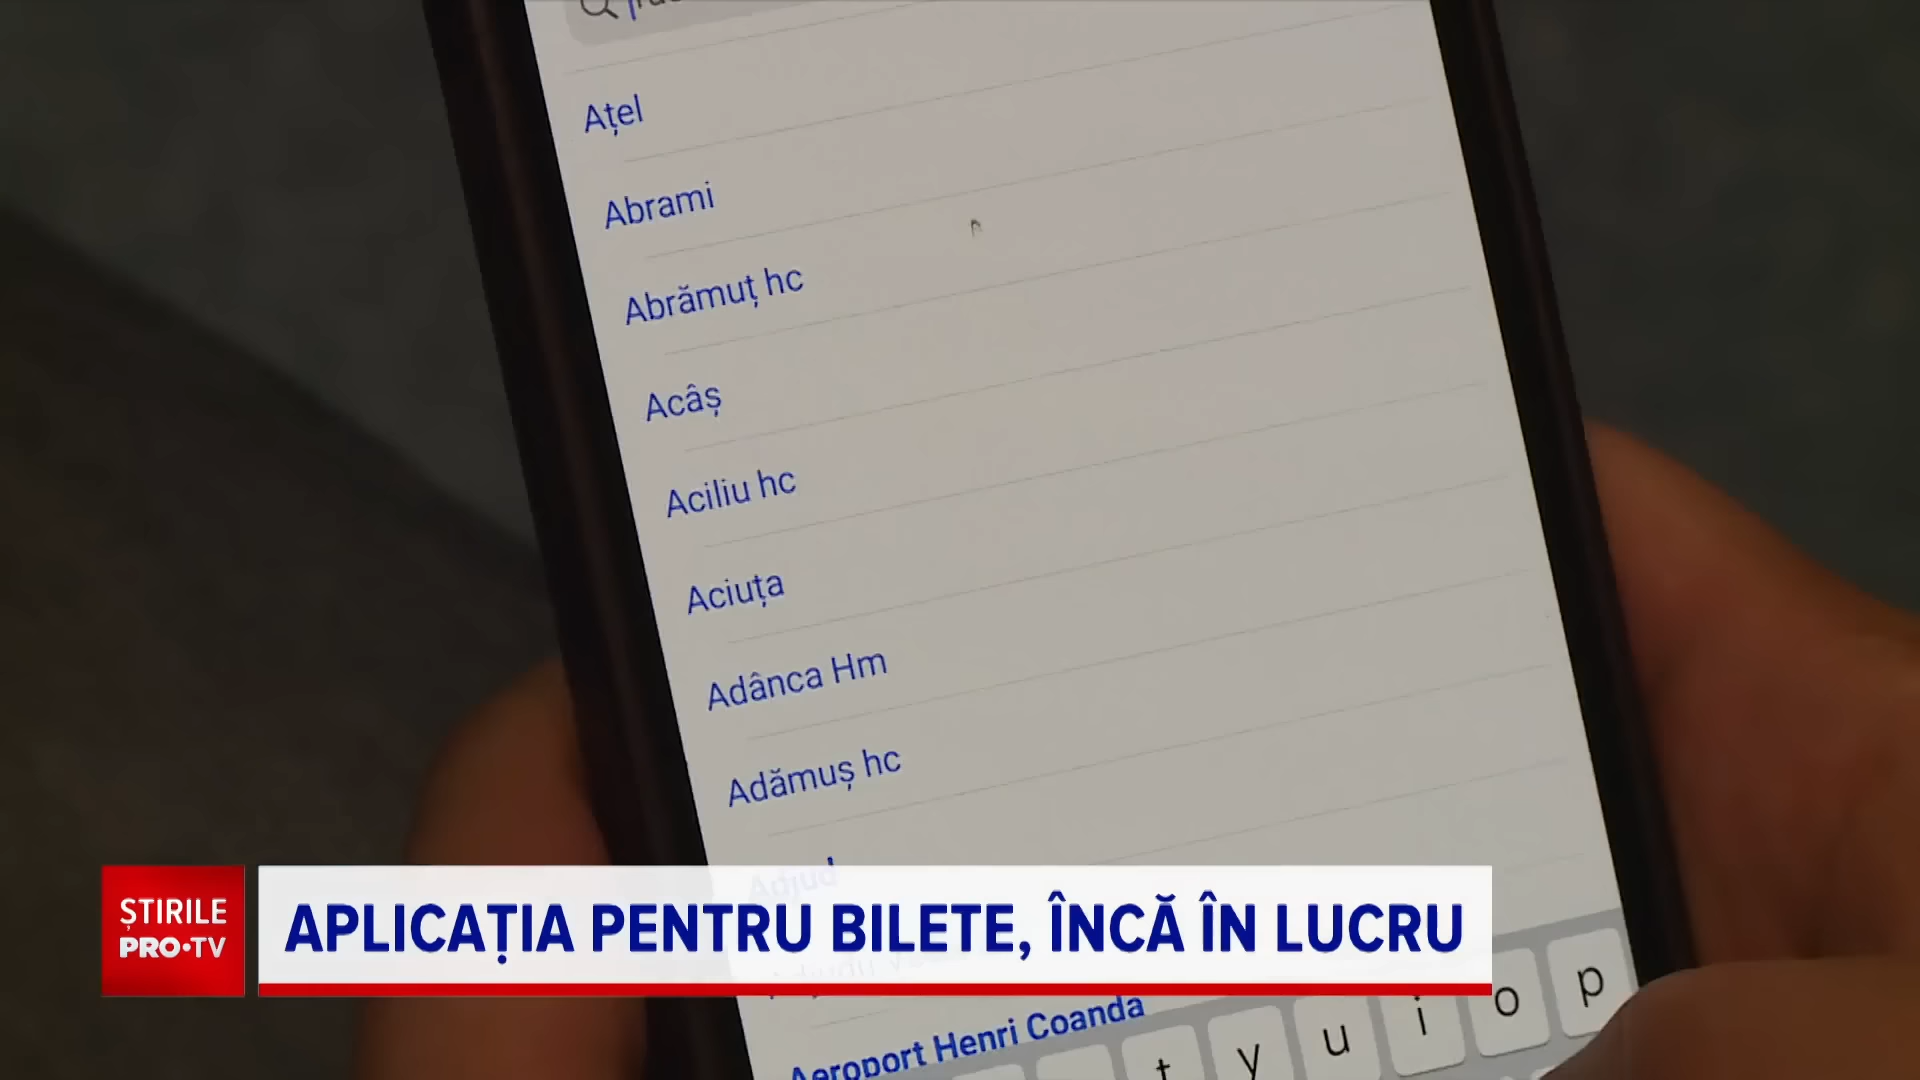 Ațel
Abrami
Abrămuț hc
Acâș
Aciliu hc
Aciuța
Adânca Hm
Adămuș hc
Adjud
ȘTIRILE
PRO•TV
APLICAȚIA PENTRU BILETE, ÎNCĂ ÎN LUCRU
Aeroport Henri Coanda
t y u i o p